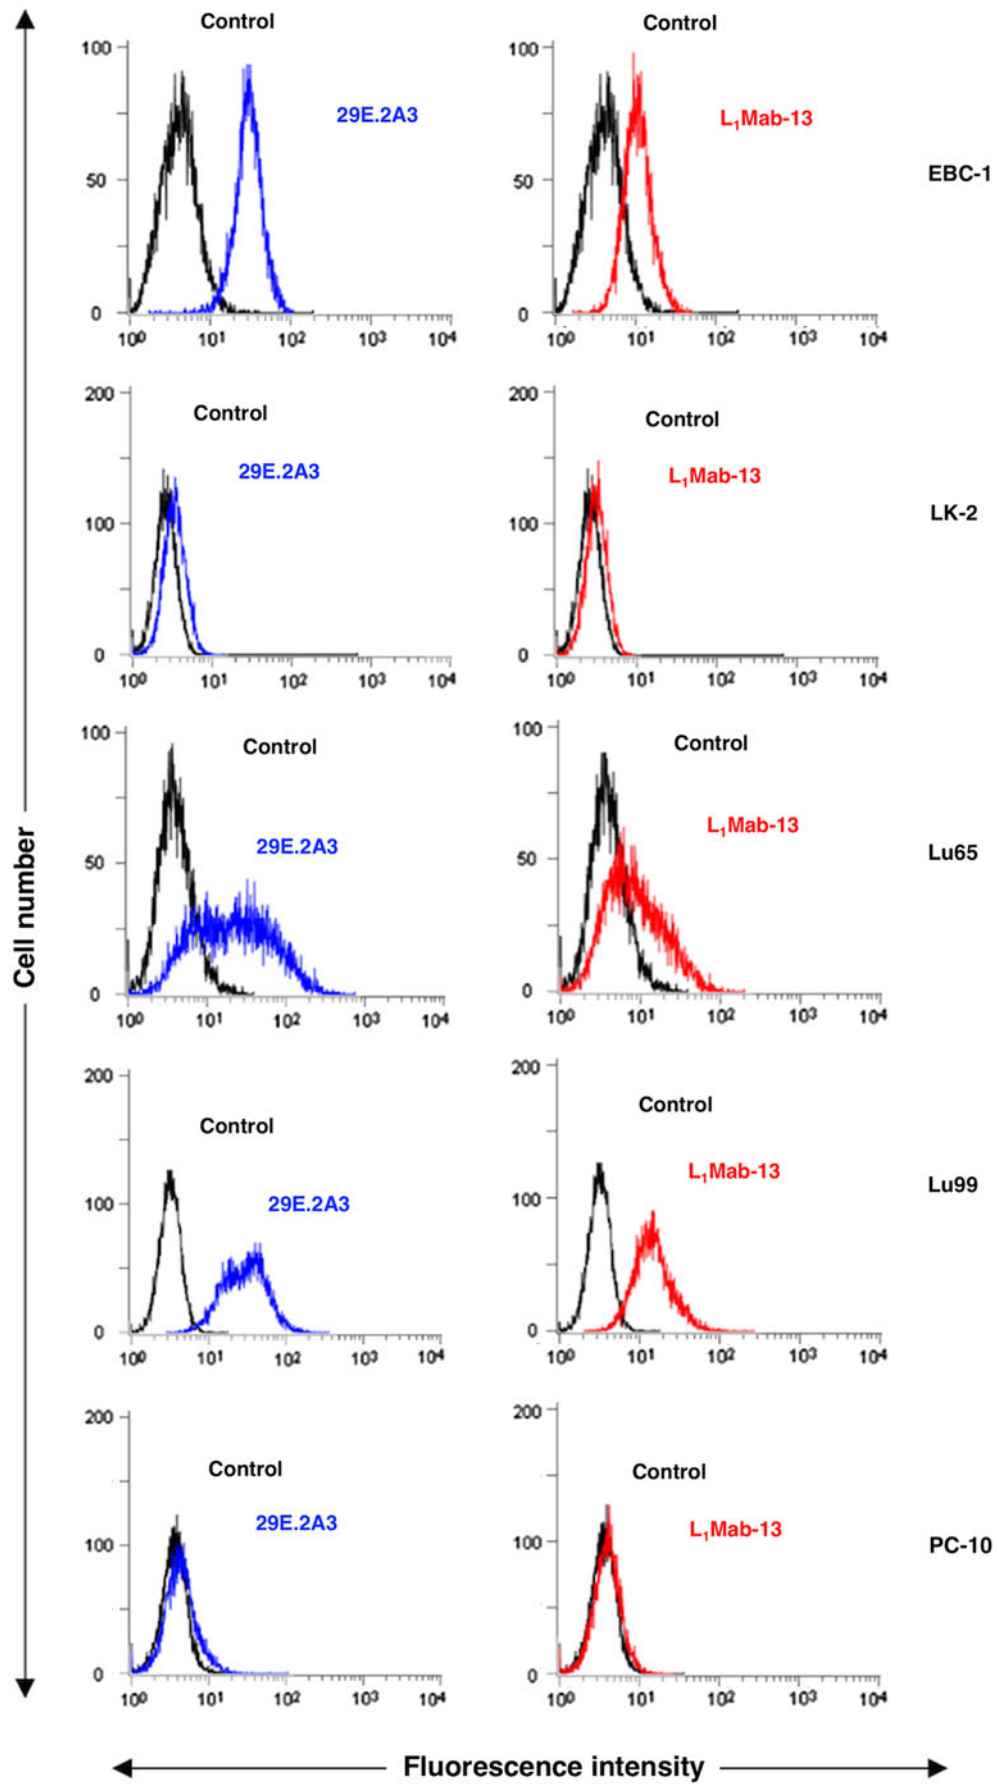 Control
29E.2A3
100
50
0
10⁰ 10¹ 10² 10³ 10⁴
Control
L₁Mab-13
100
50
0
10⁰ 10¹ 10² 10³ 10⁴
EBC-1
Control
29E.2A3
200
100
0
10⁰ 10¹ 10² 10³ 10⁴
Control
L₁Mab-13
200
100
0
10⁰ 10¹ 10² 10³ 10⁴
LK-2
Control
29E.2A3
100
50
0
10⁰ 10¹ 10² 10³ 10⁴
Control
L₁Mab-13
100
50
0
10⁰ 10¹ 10² 10³ 10⁴
Lu65
Control
29E.2A3
200
100
0
10⁰ 10¹ 10² 10³ 10⁴
Control
L₁Mab-13
200
100
0
10⁰ 10¹ 10² 10³ 10⁴
Lu99
Control
29E.2A3
200
100
0
10⁰ 10¹ 10² 10³ 10⁴
Control
L₁Mab-13
200
100
0
10⁰ 10¹ 10² 10³ 10⁴
PC-10
Cell number
Fluorescence intensity